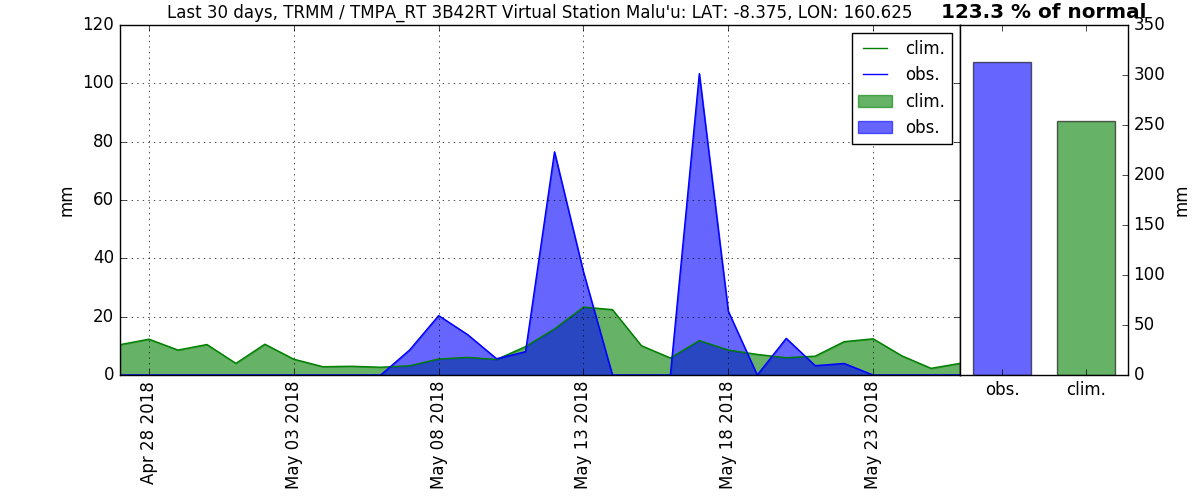 Last 30 days, TRMM / TMPA_RT 3B42RT Virtual Station Malu'u: LAT: -8.375, LON: 160.625
123.3 % of normal
120
100
80
60
40
20
0
mm
clim.
obs.
clim.
obs.
Apr 28 2018
May 03 2018
May 08 2018
May 13 2018
May 18 2018
May 23 2018
350
300
250
200
150
100
50
0
mm
obs.
clim.